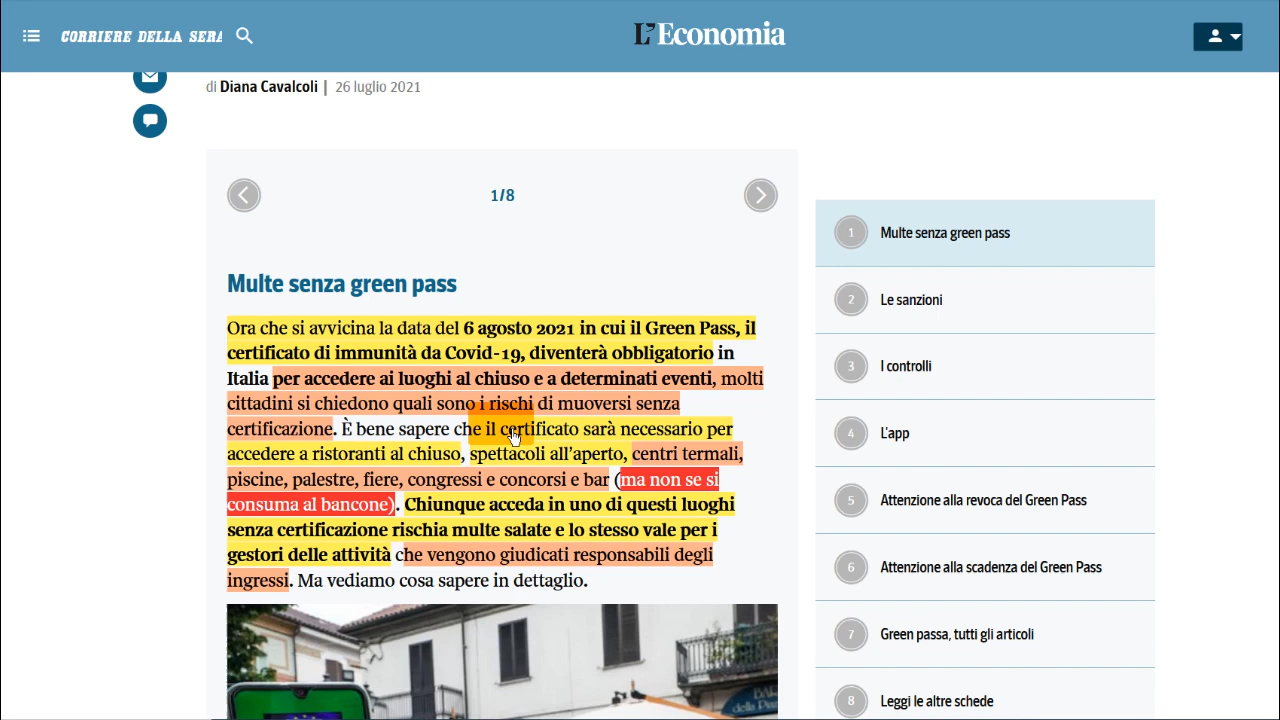 CORRIERE DELLA SERA
L'Economia
di Diana Cavalcoli | 26 luglio 2021
1/8
Multe senza green pass
Ora che si avvicina la data del 6 agosto 2021 in cui il Green Pass, il
certificato di immunità da Covid-19, diventerà obbligatorio in
Italia per accedere ai luoghi al chiuso e a determinati eventi, molti
cittadini si chiedono quali sono i rischi di muoversi senza
certificazione. È bene sapere che il certificato sarà necessario per
accedere a ristoranti al chiuso, spettacoli all'aperto, centri termali,
piscine, palestre, fiere, congressi e concorsi e bar (ma non se si
consuma al bancone). Chiunque acceda in uno di questi luoghi
senza certificazione rischia multe salate e lo stesso vale per i
gestori delle attività che vengono giudicati responsabili degli
ingressi. Ma vediamo cosa sapere in dettaglio.
BAR
della Piazza
1 Multe senza green pass
2 Le sanzioni
3 I controlli
4 L'app
5 Attenzione alla revoca del Green Pass
6 Attenzione alla scadenza del Green Pass
7 Green passa, tutti gli articoli
8 Leggi le altre schede